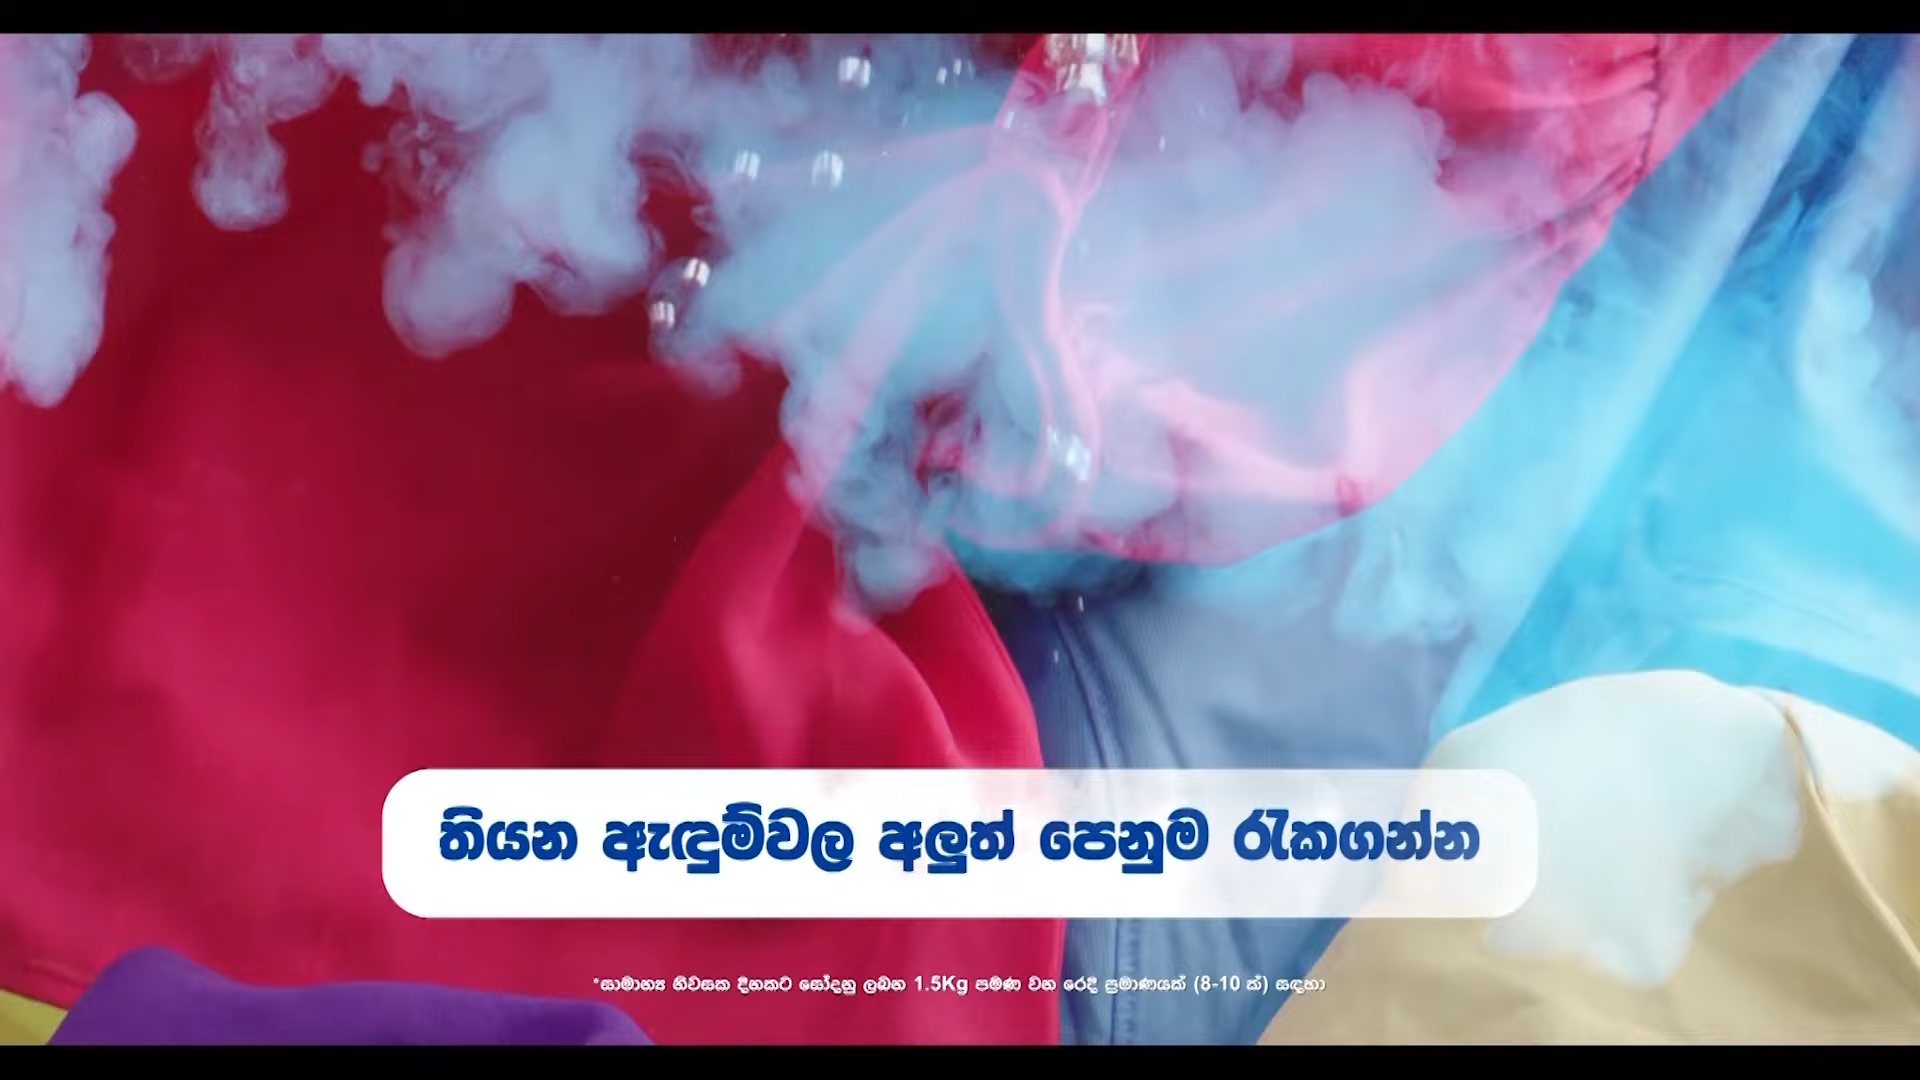 තියන ඇඳුම්වල අලුත් පෙනුම රැකගන්න
*සාමාන්‍ය නිවසක දිනකට සෝදනු ලබන 1.5Kg පමණ වන රෙදි ප්‍රමාණයක් (8-10 ක්) සඳහා